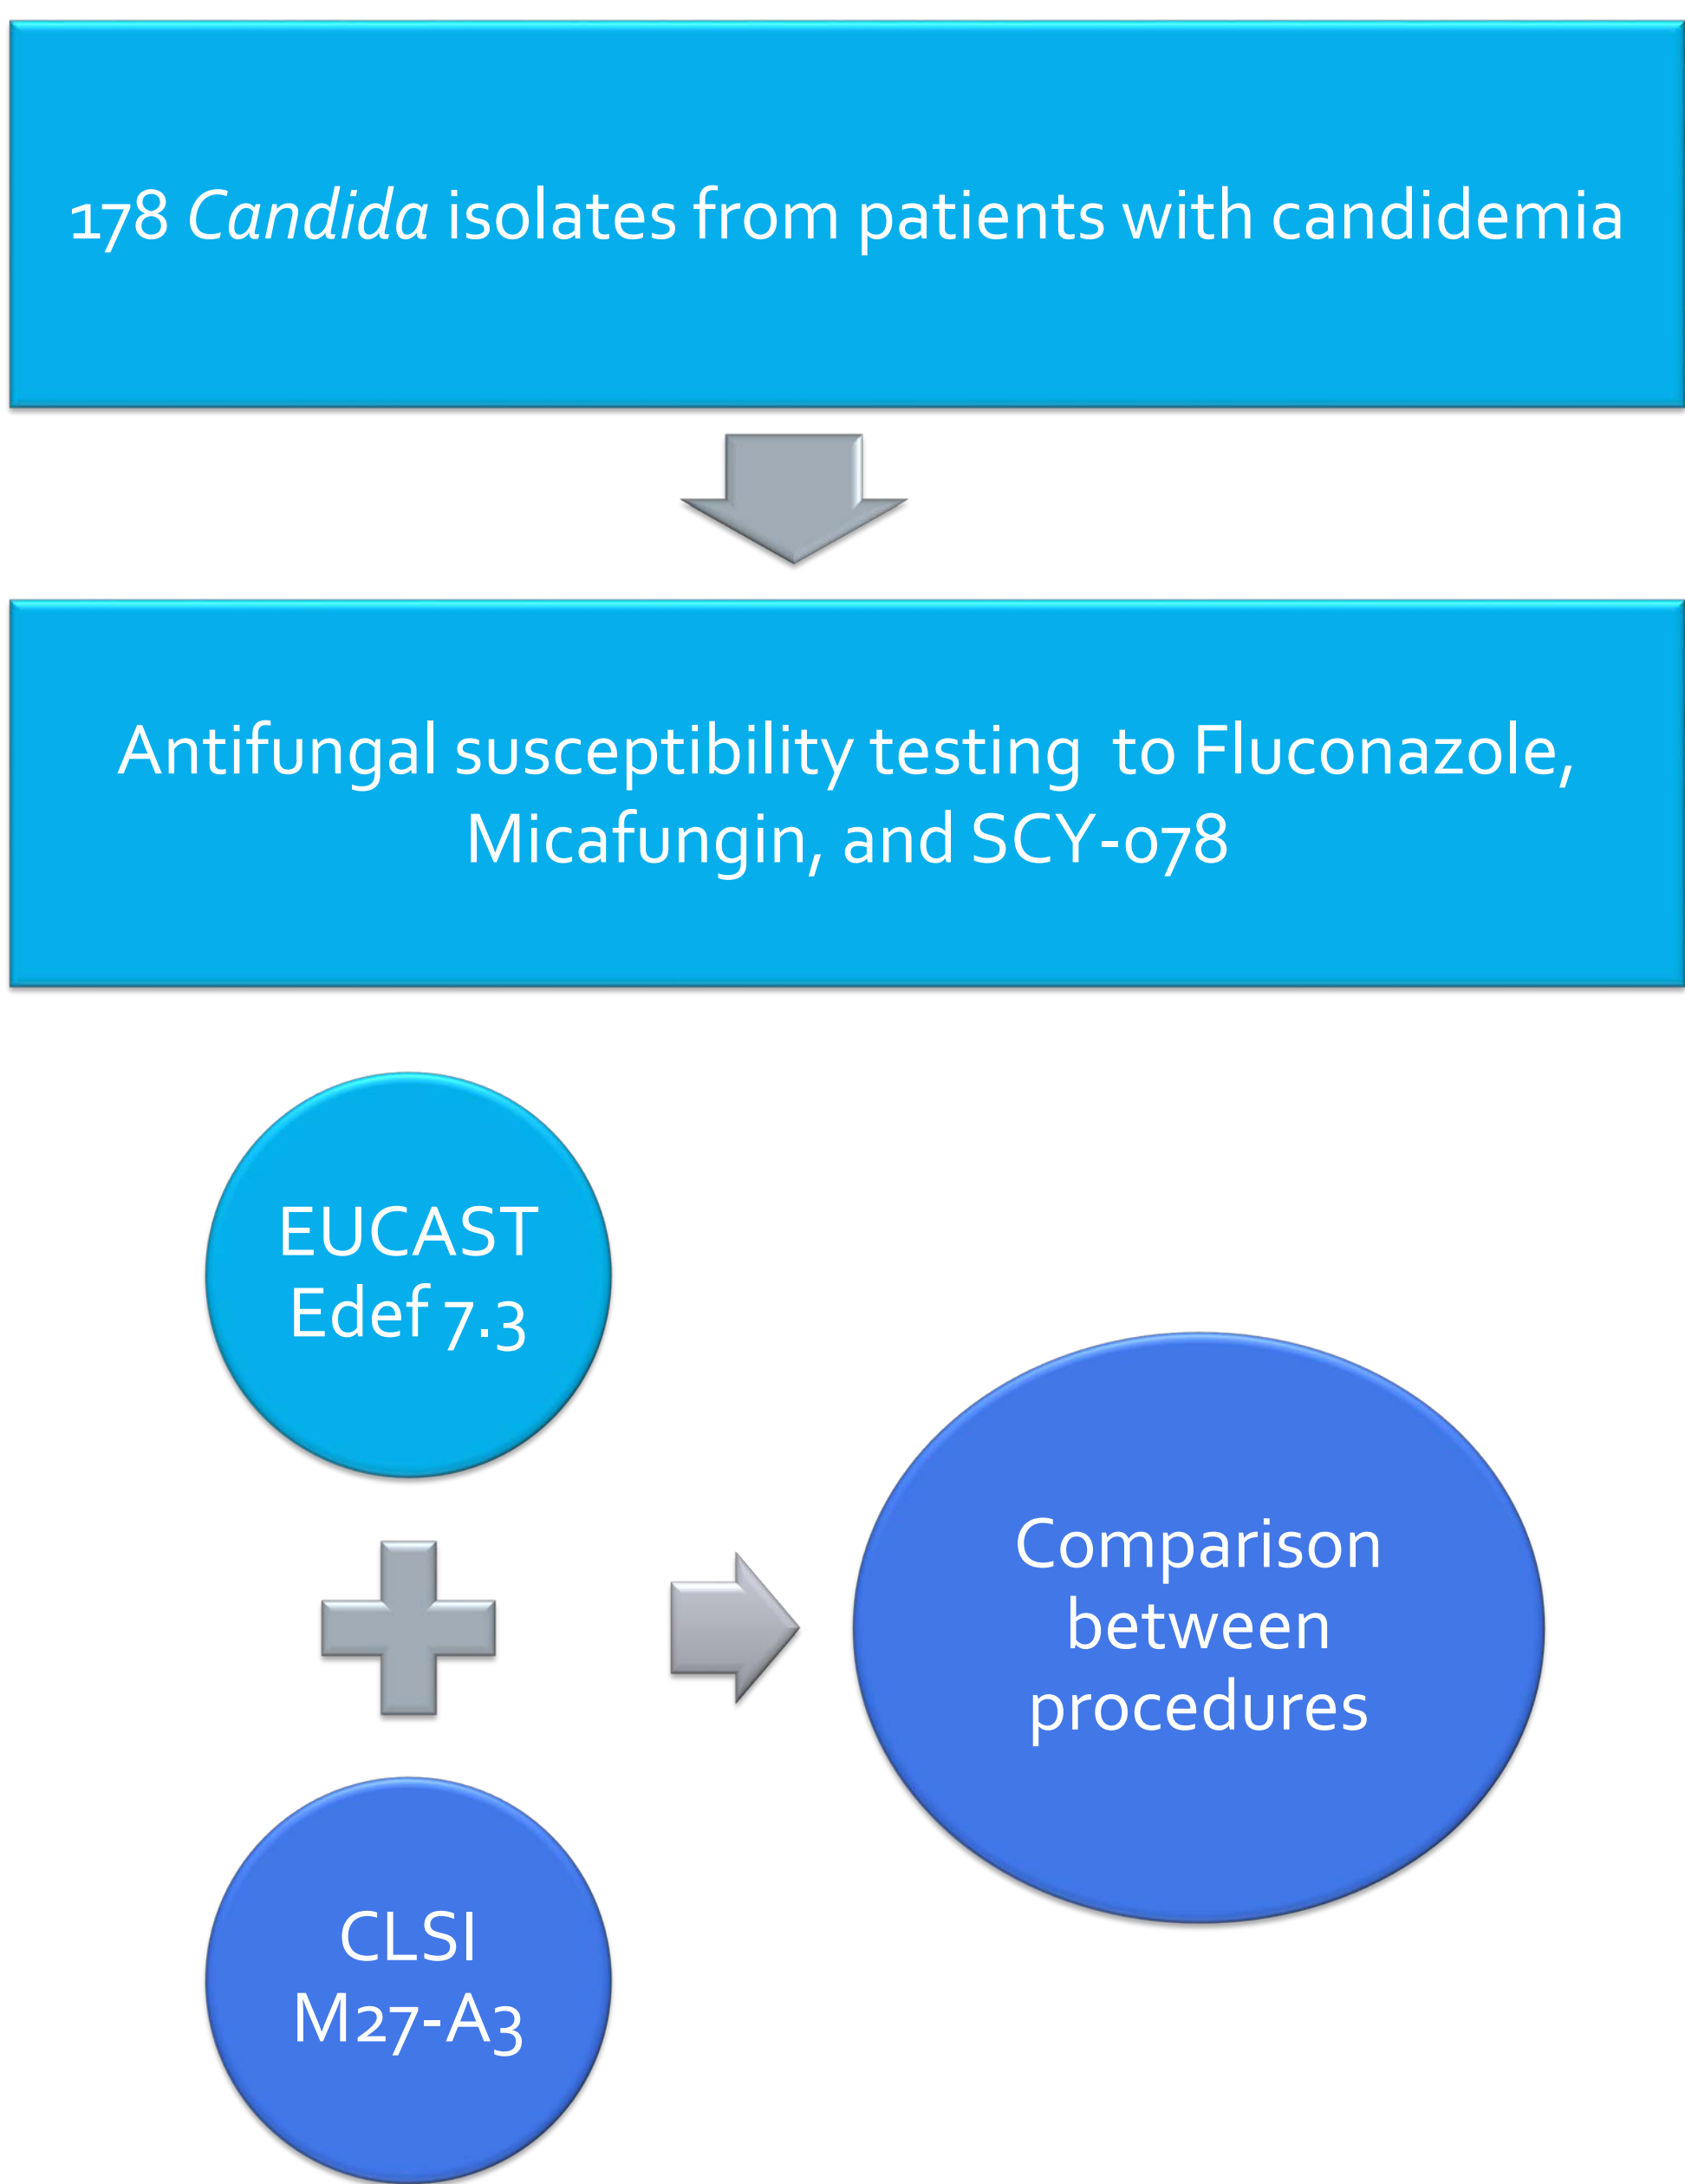 178 Candida isolates from patients with candidemia
Antifungal susceptibility testing to Fluconazole,
Micafungin, and SCY-078
EUCAST
Edef 7.3
CLSI
M27-A3
Comparison
between
procedures